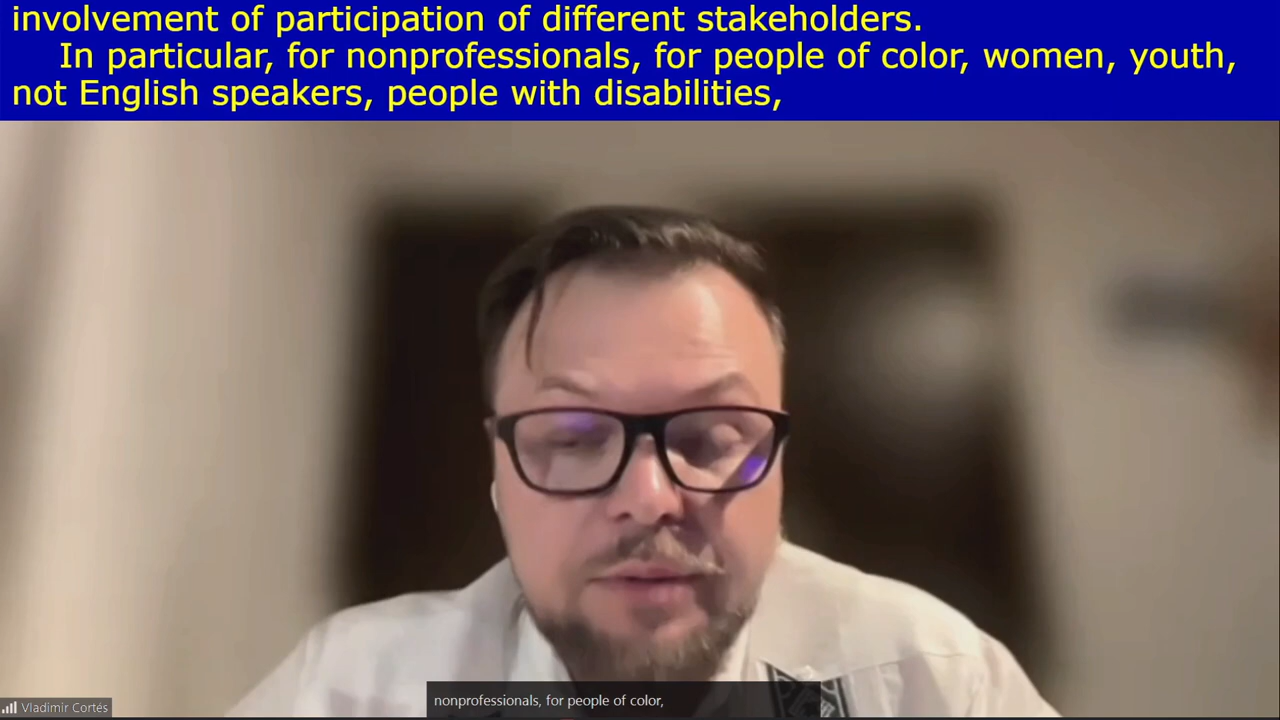 involvement of participation of different stakeholders.
In particular, for nonprofessionals, for people of color, women, youth,
not English speakers, people with disabilities,
nonprofessionals, for people of color,
Vladimir Cortés